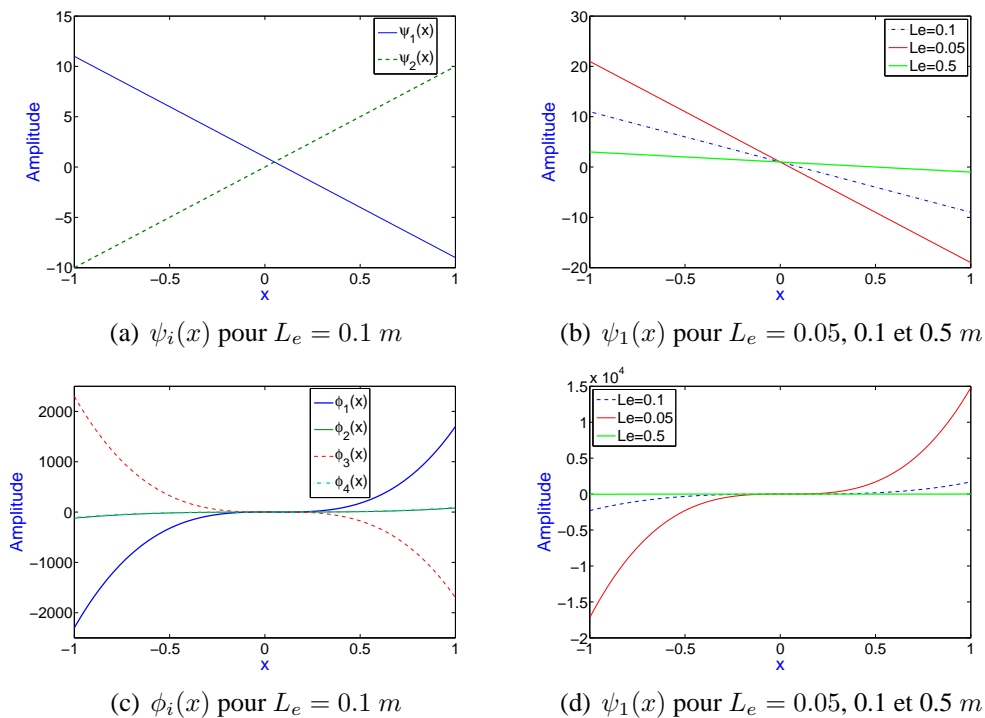 15
10
5
0
−5
−10
−1
−0.5
0
0.5
1
Amplitude
x
ψ1(x)
ψ2(x)
(a) ψi(x) pour Le = 0.1 m
30
20
10
0
−10
−20
−1
−0.5
0
0.5
1
Amplitude
x
Le=0.1
Le=0.05
Le=0.5
(b) ψ1(x) pour Le = 0.05, 0.1 et 0.5 m
2000
1000
0
−1000
−2000
−1
−0.5
0
0.5
1
Amplitude
x
ϕ1(x)
ϕ2(x)
ϕ3(x)
ϕ4(x)
(c) ϕi(x) pour Le = 0.1 m
x 10^4
1.5
1
0.5
0
−0.5
−1
−1.5
−2
−1
−0.5
0
0.5
1
Amplitude
x
Le=0.1
Le=0.05
Le=0.5
(d) ψ1(x) pour Le = 0.05, 0.1 et 0.5 m